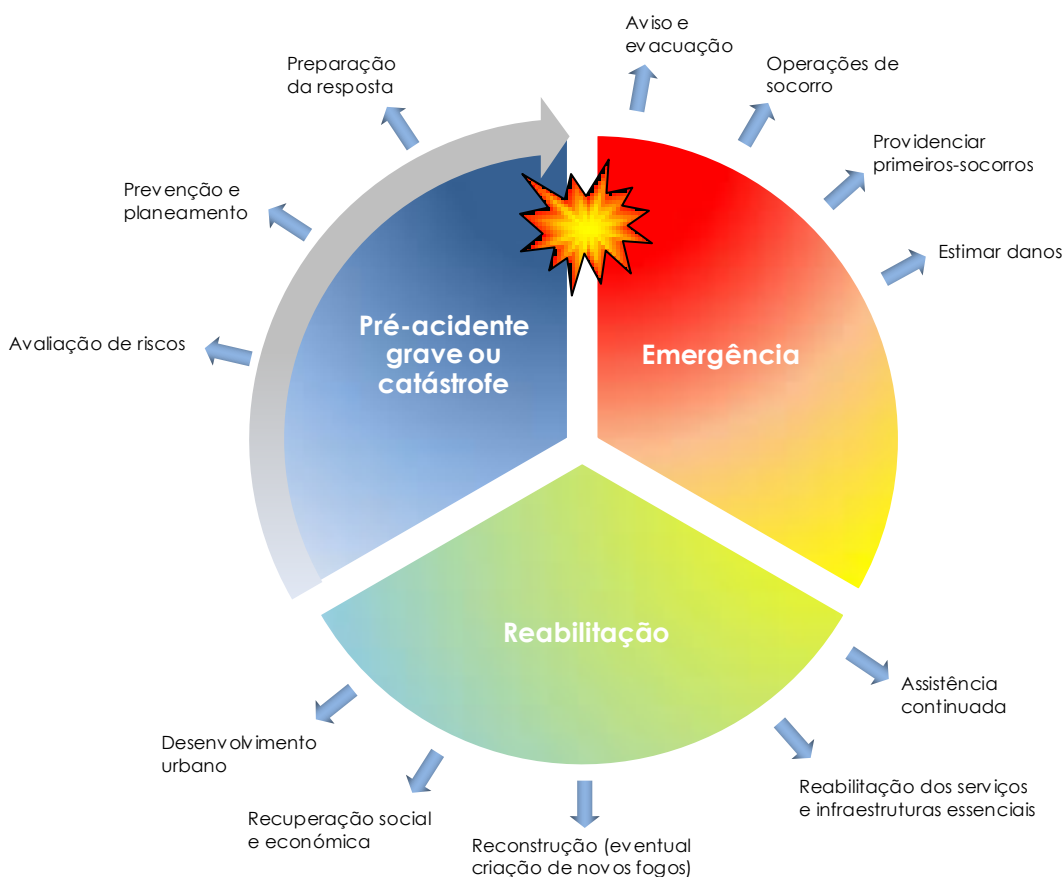 Aviso e
evacuação
Preparação
da resposta
Operações de
socorro
Providenciar
primeiros-socorros
Prevenção e
planeamento
Estimar danos
Pré-acidente
grave ou
catástrofe
Emergência
Avaliação de riscos
Reabilitação
Assistência
continuada
Desenvolvimento
urbano
Reabilitação dos serviços
e infraestruturas essenciais
Recuperação social
e económica
Reconstrução (eventual
criação de novos fogos)